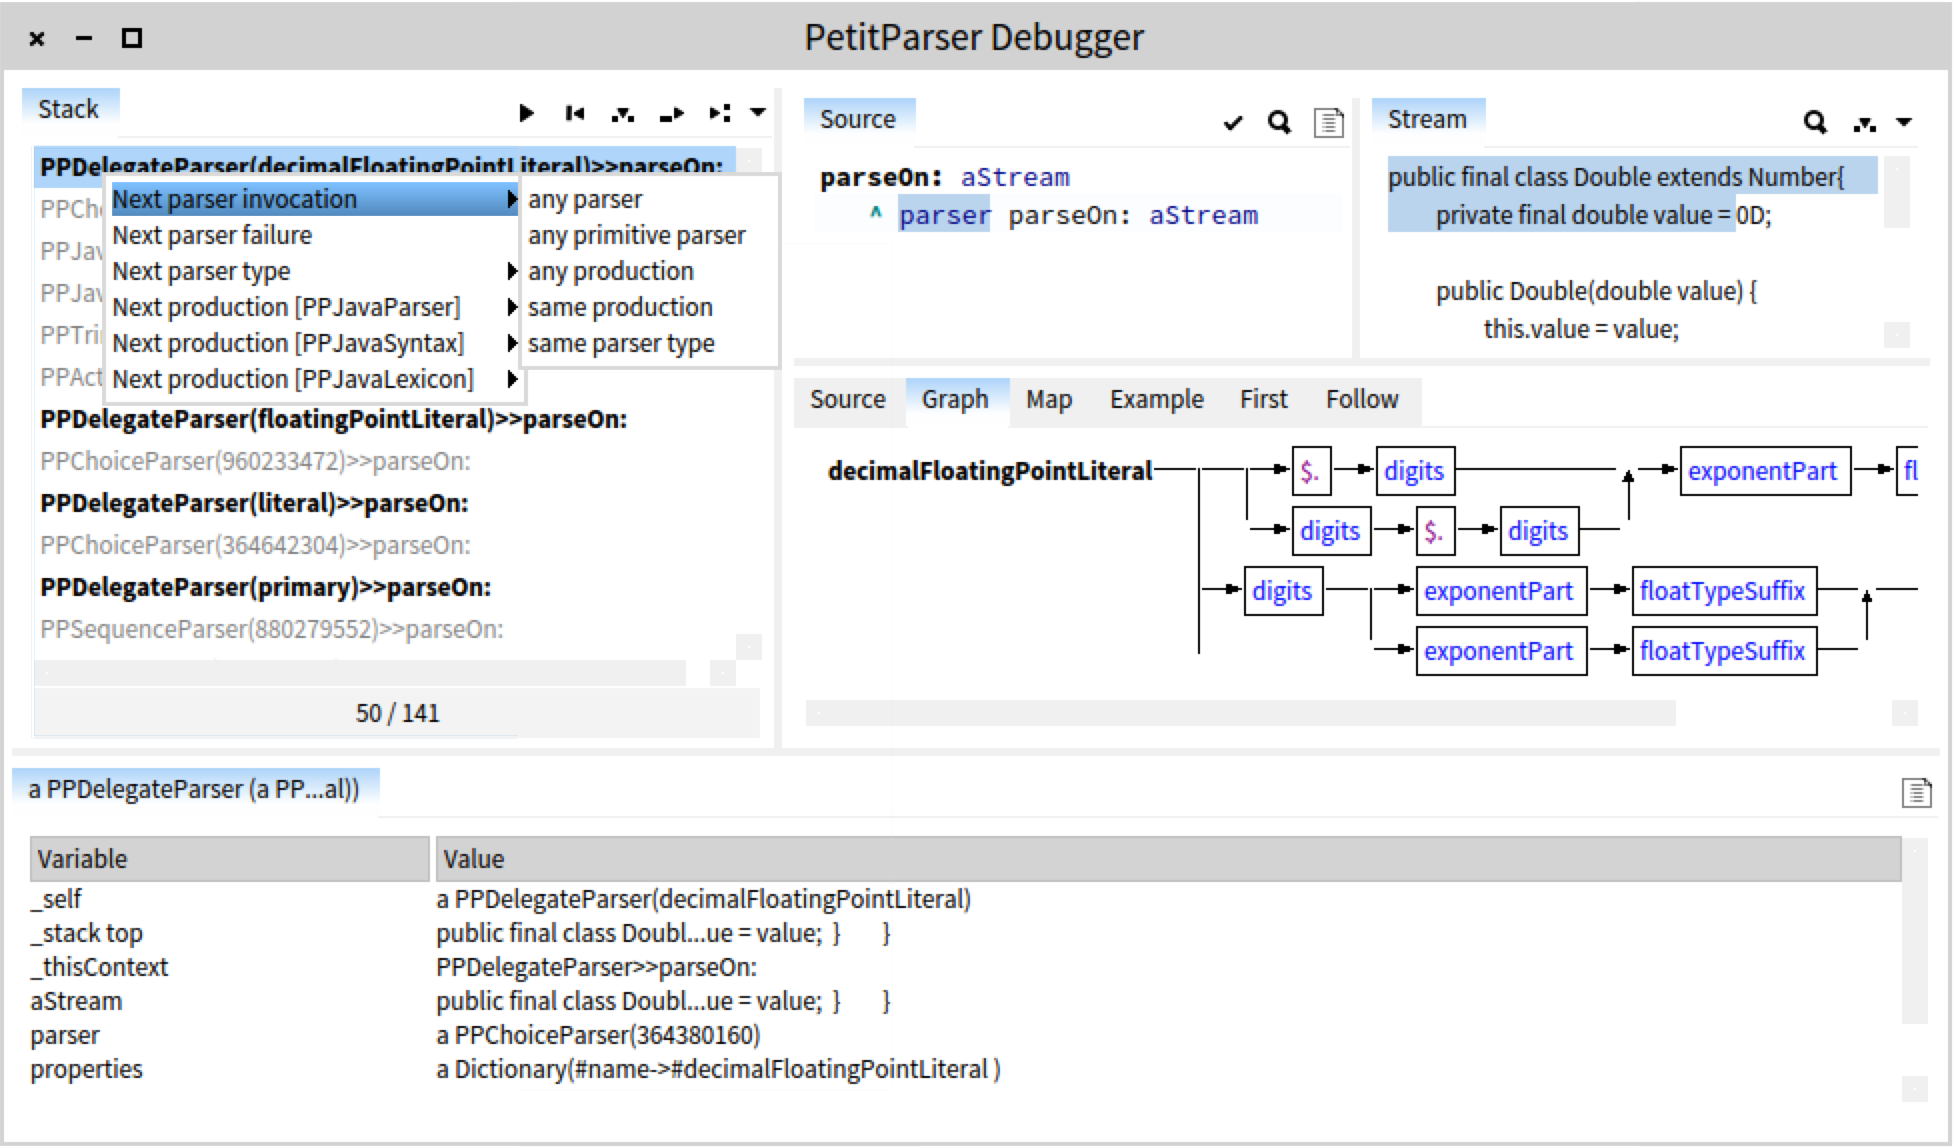 PetitParser Debugger
Stack
PPDelegateParser(decimalFloatingPointLiteral)>>parseOn:
PPCh
PPJav
PPJav
PPTri
PPAct
Next parser invocation
Next parser failure
Next parser type
Next production [PPJavaParser]
Next production [PPJavaSyntax]
Next production [PPJavaLexicon]
any parser
any primitive parser
any production
same production
same parser type
PPDelegateParser(floatingPointLiteral)>>parseOn:
PPChoiceParser(960233472)>>parseOn:
PPDelegateParser(literal)>>parseOn:
PPChoiceParser(364642304)>>parseOn:
PPDelegateParser(primary)>>parseOn:
PPSequenceParser(880279552)>>parseOn:
50 / 141
Source
parseOn: aStream
^ parser parseOn: aStream
Stream
public final class Double extends Number{
private final double value = 0D;
public Double(double value) {
this.value = value;
Source Graph Map Example First Follow
decimalFloatingPointLiteral $. digits exponentPart fl
digits $. digits
digits exponentPart floatTypeSuffix
exponentPart floatTypeSuffix
a PPDelegateParser (a PP...al))
Variable Value
_self a PPDelegateParser(decimalFloatingPointLiteral)
_stack top public final class Doubl...ue = value; } }
_thisContext PPDelegateParser>>parseOn:
aStream public final class Doubl...ue = value; } }
parser a PPChoiceParser(364380160)
properties a Dictionary(#name->#decimalFloatingPointLiteral )